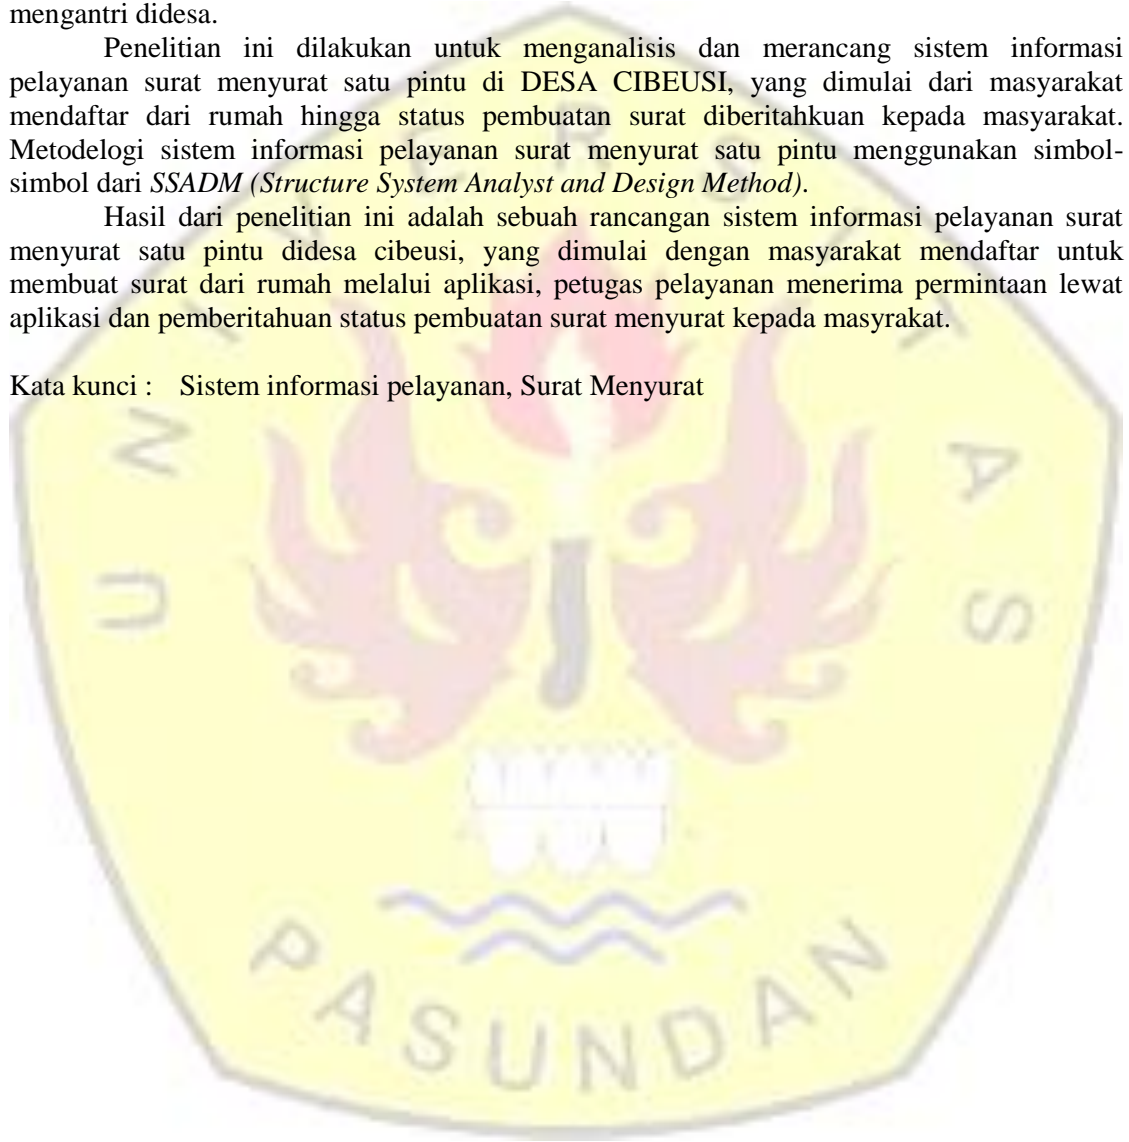 mengantri didesa.
Penelitian ini dilakukan untuk menganalisis dan merancang sistem informasi
pelayanan surat menyurat satu pintu di DESA CIBEUSI, yang dimulai dari masyarakat
mendaftar dari rumah hingga status pembuatan surat diberitahkuan kepada masyarakat.
Metodelogi sistem informasi pelayanan surat menyurat satu pintu menggunakan simbol-
simbol dari SSADM (Structure System Analyst and Design Method).
Hasil dari penelitian ini adalah sebuah rancangan sistem informasi pelayanan surat
menyurat satu pintu didesa cibeusi, yang dimulai dengan masyarakat mendaftar untuk
membuat surat dari rumah melalui aplikasi, petugas pelayanan menerima permintaan lewat
aplikasi dan pemberitahuan status pembuatan surat menyurat kepada masyrakat.
Kata kunci : Sistem informasi pelayanan, Surat Menyurat
UNIVERSITAS
PASUNDAN